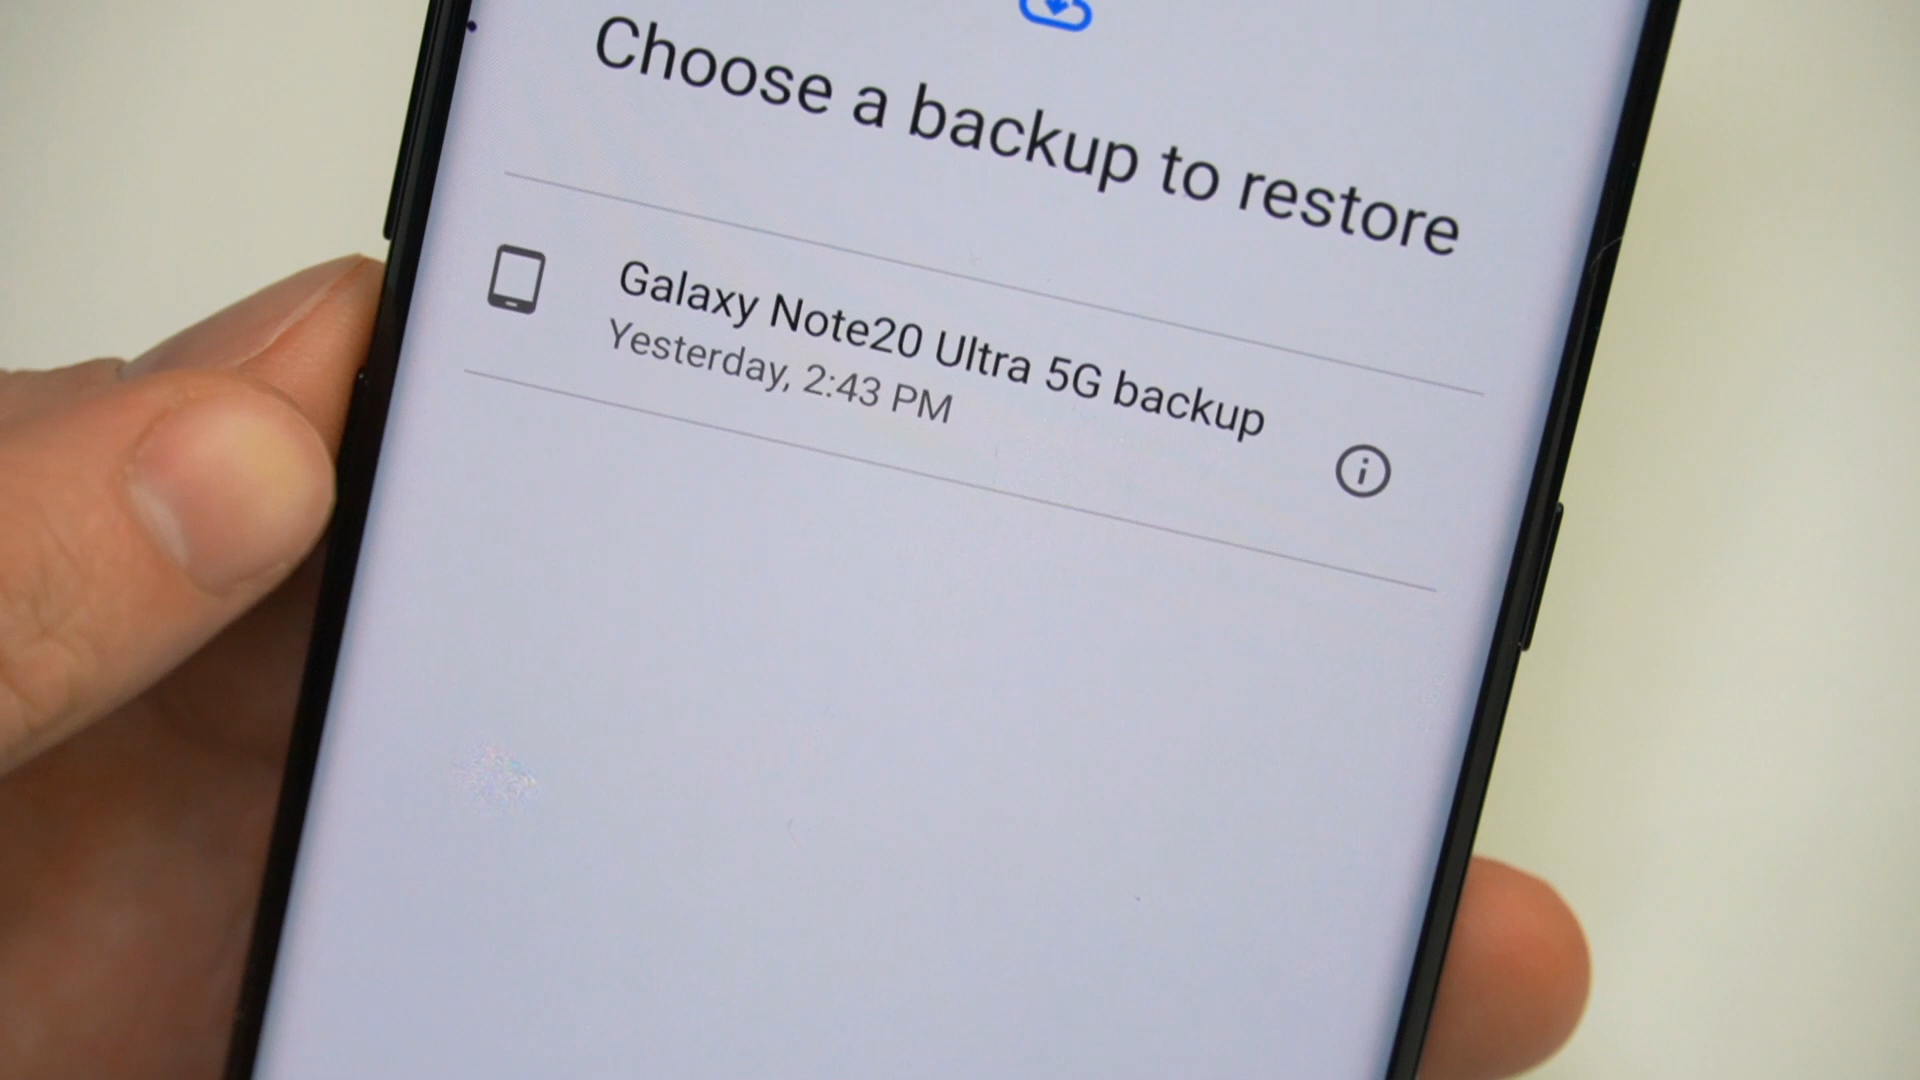 Choose a backup to restore
Galaxy Note20 Ultra 5G backup
Yesterday, 2:43 PM